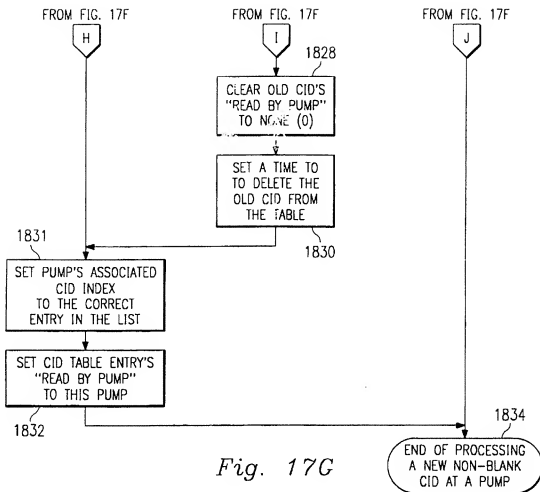 FROM FIG. 17F
FROM FIG. 17F
FROM FIG. 17F
H
I
J
1828
CLEAR OLD CID'S
"READ BY PUMP"
TO NONE (0)
SET A TIME TO
TO DELETE THE
OLD CID FROM
THE TABLE
1830
1831
SET PUMP'S ASSOCIATED
CID INDEX
TO THE CORRECT
ENTRY IN THE LIST
SET CID TABLE ENTRY'S
"READ BY PUMP"
TO THIS PUMP
1832
1834
END OF PROCESSING
A NEW NON-BLANK
CID AT A PUMP
Fig. 17G